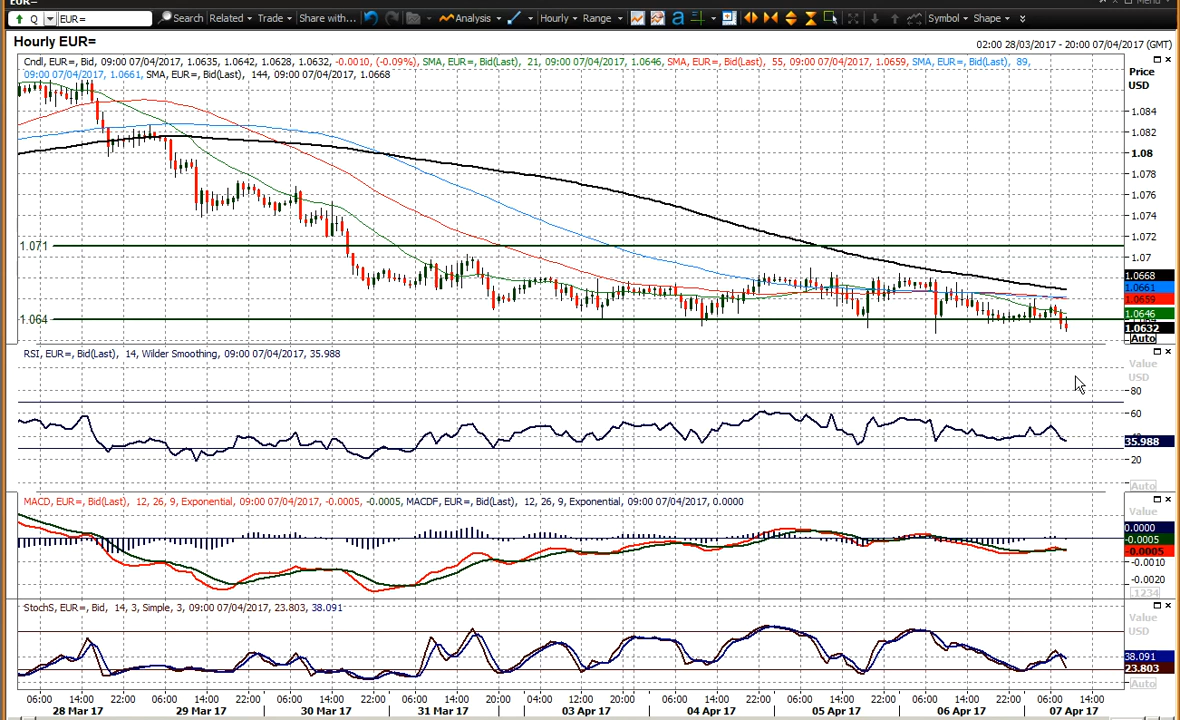 EUR=
Q EUR= Search Related Trade Share with... Analysis Hourly Range a Symbol Shape
Hourly EUR=
02:00 28/03/2017 - 20:00 07/04/2017 (GMT)
Cndl, EUR=, Bid, 09:00 07/04/2017, 1.0635, 1.0642, 1.0628, 1.0632, -0.0010, (-0.09%), SMA, EUR=, Bid(Last), 21, 09:00 07/04/2017, 1.0646, SMA, EUR=, Bid(Last), 55, 09:00 07/04/2017, 1.0659, SMA, EUR=, Bid(Last), 89,
09:00 07/04/2017, 1.0661, SMA, EUR=, Bid(Last), 144, 09:00 07/04/2017, 1.0668
Price
USD
1.084
1.082
1.08
1.078
1.076
1.074
1.072
1.07
1.071
1.064
1.0668
1.0661
1.0659
1.0646
1.0632
Auto
RSI, EUR=, Bid(Last), 14, Wilder Smoothing, 09:00 07/04/2017, 35.988
Value
USD
80
60
35.988
20
Auto
MACD, EUR=, Bid(Last), 12, 26, 9, Exponential, 09:00 07/04/2017, -0.0005, -0.0005, MACDF, EUR=, Bid(Last), 12, 26, 9, Exponential, 09:00 07/04/2017, 0.0000
Value
0.0000
-0.0005
-0.0005
-0.0010
-0.0020
.1234
StochS, EUR=, Bid, 14, 3, Simple, 3, 09:00 07/04/2017, 23.803, 38.091
Value
USD
38.091
23.803
Auto
06:00 14:00 22:00 06:00 14:00 22:00 06:00 14:00 22:00 06:00 13:00 20:00 04:00 12:00 20:00 06:00 14:00 22:00 06:00 14:00 22:00 06:00 14:00 22:00 06:00 14:00
28 Mar 17 29 Mar 17 30 Mar 17 31 Mar 17 03 Apr 17 04 Apr 17 05 Apr 17 06 Apr 17 07 Apr 17